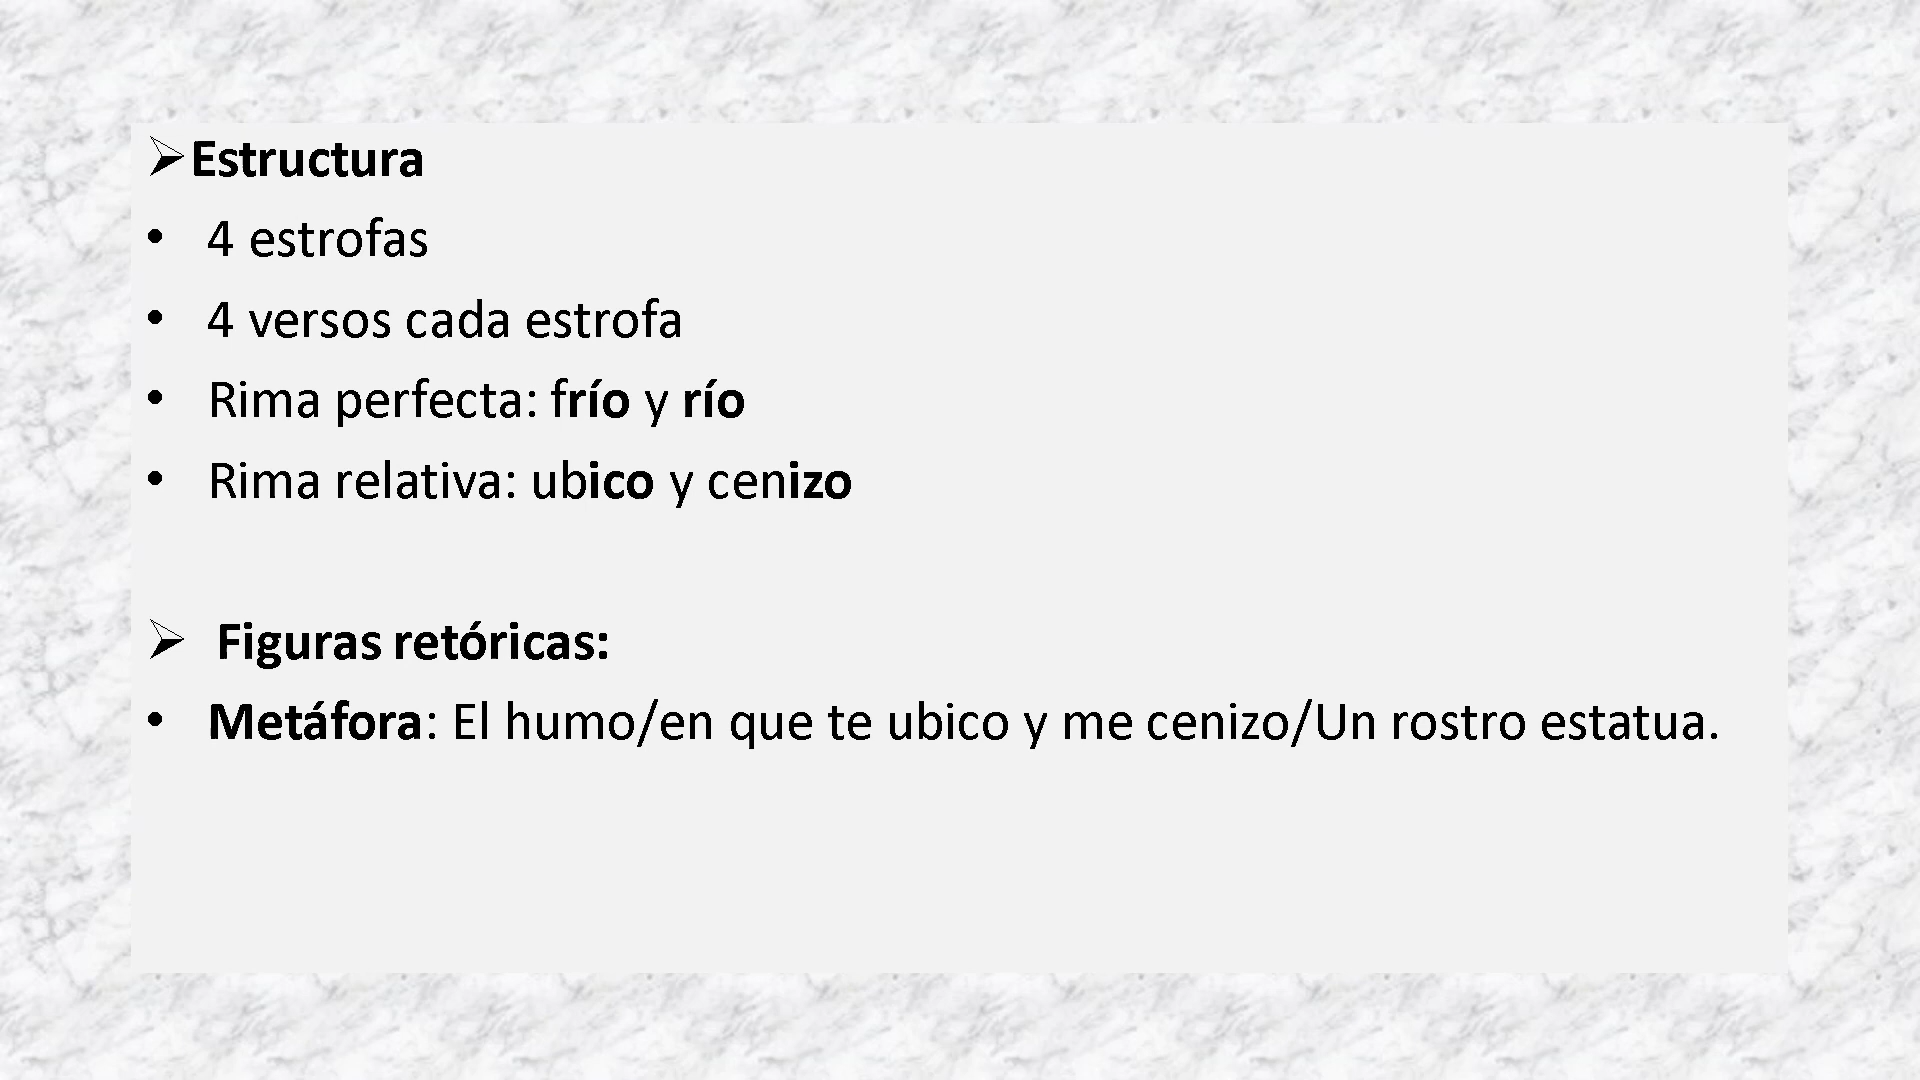 ➢Estructura
• 4 estrofas
• 4 versos cada estrofa
• Rima perfecta: frío y río
• Rima relativa: ubico y cenizo
➢ Figuras retóricas:
• Metáfora: El humo/en que te ubico y me cenizo/Un rostro estatua.